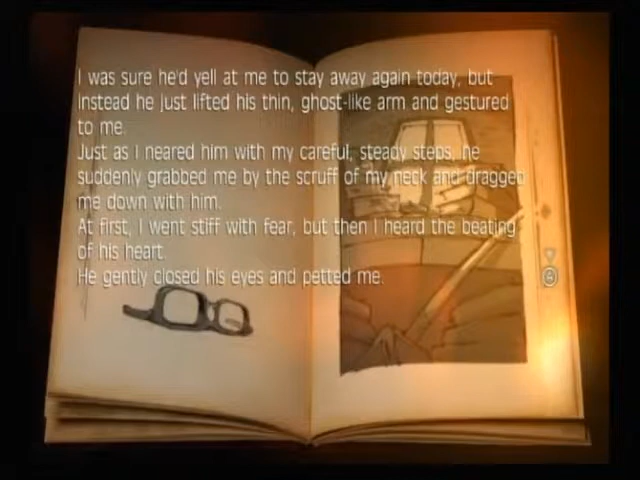 I was sure he'd yell at me to stay away again today, but
instead he just lifted his thin, ghost-like arm and gestured
to me.
Just as I neared him with my careful, steady steps, he
suddenly grabbed me by the scruff of my neck and dragged
me down with him.
At first, I went stiff with fear, but then I heard the beating
of his heart.
He gently closed his eyes and petted me.
A